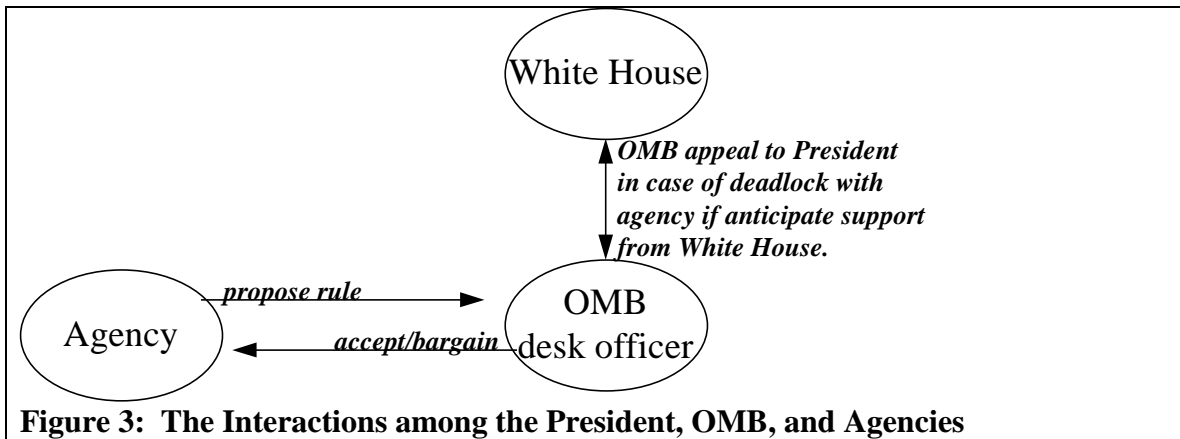 White House
OMB appeal to President
in case of deadlock with
agency if anticipate support
from White House.
propose rule
Agency
OMB
desk officer
accept/bargain
Figure 3: The Interactions among the President, OMB, and Agencies